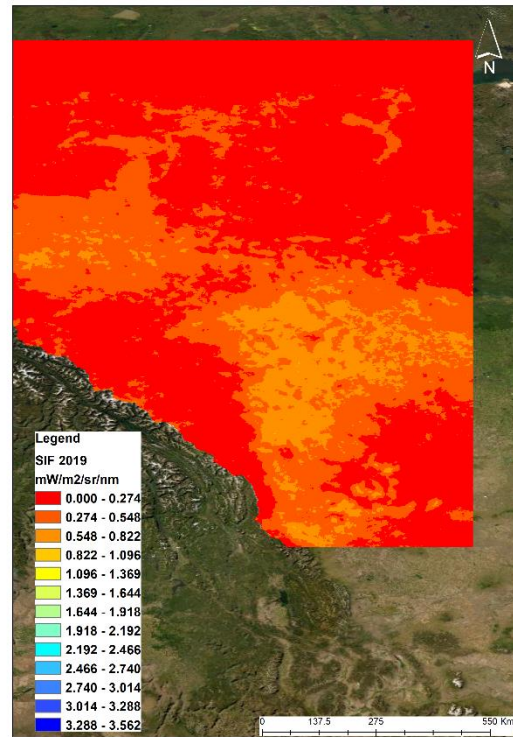 N
Legend
SIF 2019
mW/m2/sr/nm
0.000 - 0.274
0.274 - 0.548
0.548 - 0.822
0.822 - 1.096
1.096 - 1.369
1.369 - 1.644
1.644 - 1.918
1.918 - 2.192
2.192 - 2.466
2.466 - 2.740
2.740 - 3.014
3.014 - 3.288
3.288 - 3.562
0 137.5 275 550 Km